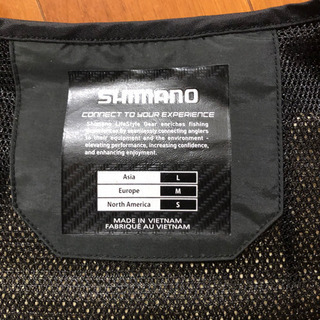 SHIMANO
CONNECT TO YOUR EXPERIENCE
Shimano LifeStyle Gear enriches fishing
experiences by seamlessly connecting anglers
to their equipment and the environment -
elevating performance, increasing confidence,
and enhancing enjoyment.
Asia L
Europe M
North America S
MADE IN VIETNAM
FABRIQUÉ AU VIETNAM